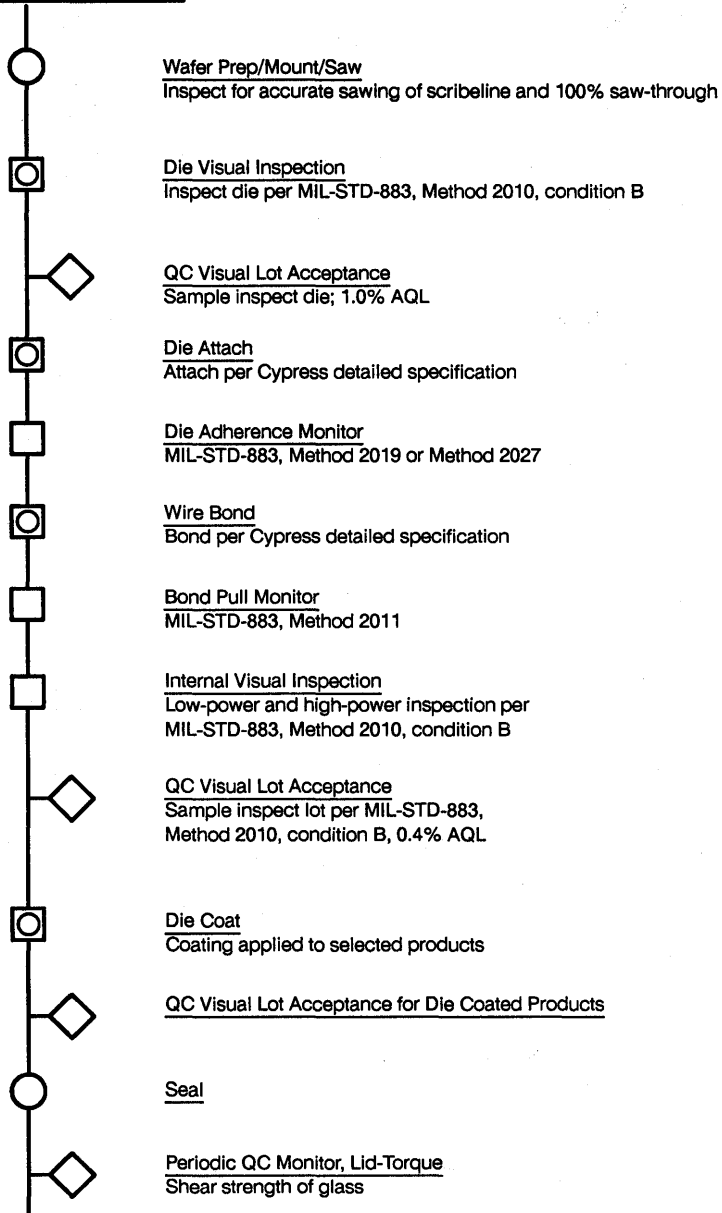 Wafer Prep/Mount/Saw
Inspect for accurate sawing of scribeline and 100% saw-through
Die Visual Inspection
Inspect die per MIL-STD-883, Method 2010, condition B
QC Visual Lot Acceptance
Sample inspect die; 1.0% AQL
Die Attach
Attach per Cypress detailed specification
Die Adherence Monitor
MIL-STD-883, Method 2019 or Method 2027
Wire Bond
Bond per Cypress detailed specification
Bond Pull Monitor
MIL-STD-883, Method 2011
Internal Visual Inspection
Low-power and high-power inspection per
MIL-STD-883, Method 2010, condition B
QC Visual Lot Acceptance
Sample inspect lot per MIL-STD-883,
Method 2010, condition B, 0.4% AQL
Die Coat
Coating applied to selected products
QC Visual Lot Acceptance for Die Coated Products
Seal
Periodic QC Monitor, Lid-Torque
Shear strength of glass